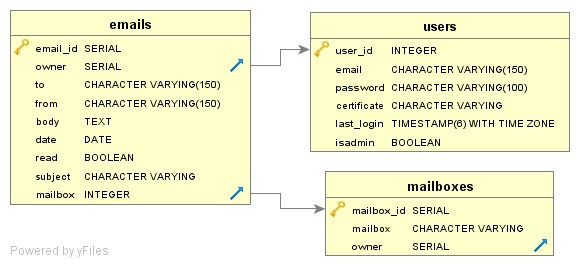 emails
email_id SERIAL
owner SERIAL
to CHARACTER VARYING(150)
from CHARACTER VARYING(150)
body TEXT
date DATE
read BOOLEAN
subject CHARACTER VARYING
mailbox INTEGER
users
user_id INTEGER
email CHARACTER VARYING(150)
password CHARACTER VARYING(100)
certificate CHARACTER VARYING
last_login TIMESTAMP(6) WITH TIME ZONE
isadmin BOOLEAN
mailboxes
mailbox_id SERIAL
mailbox CHARACTER VARYING
owner SERIAL
Powered by yFiles